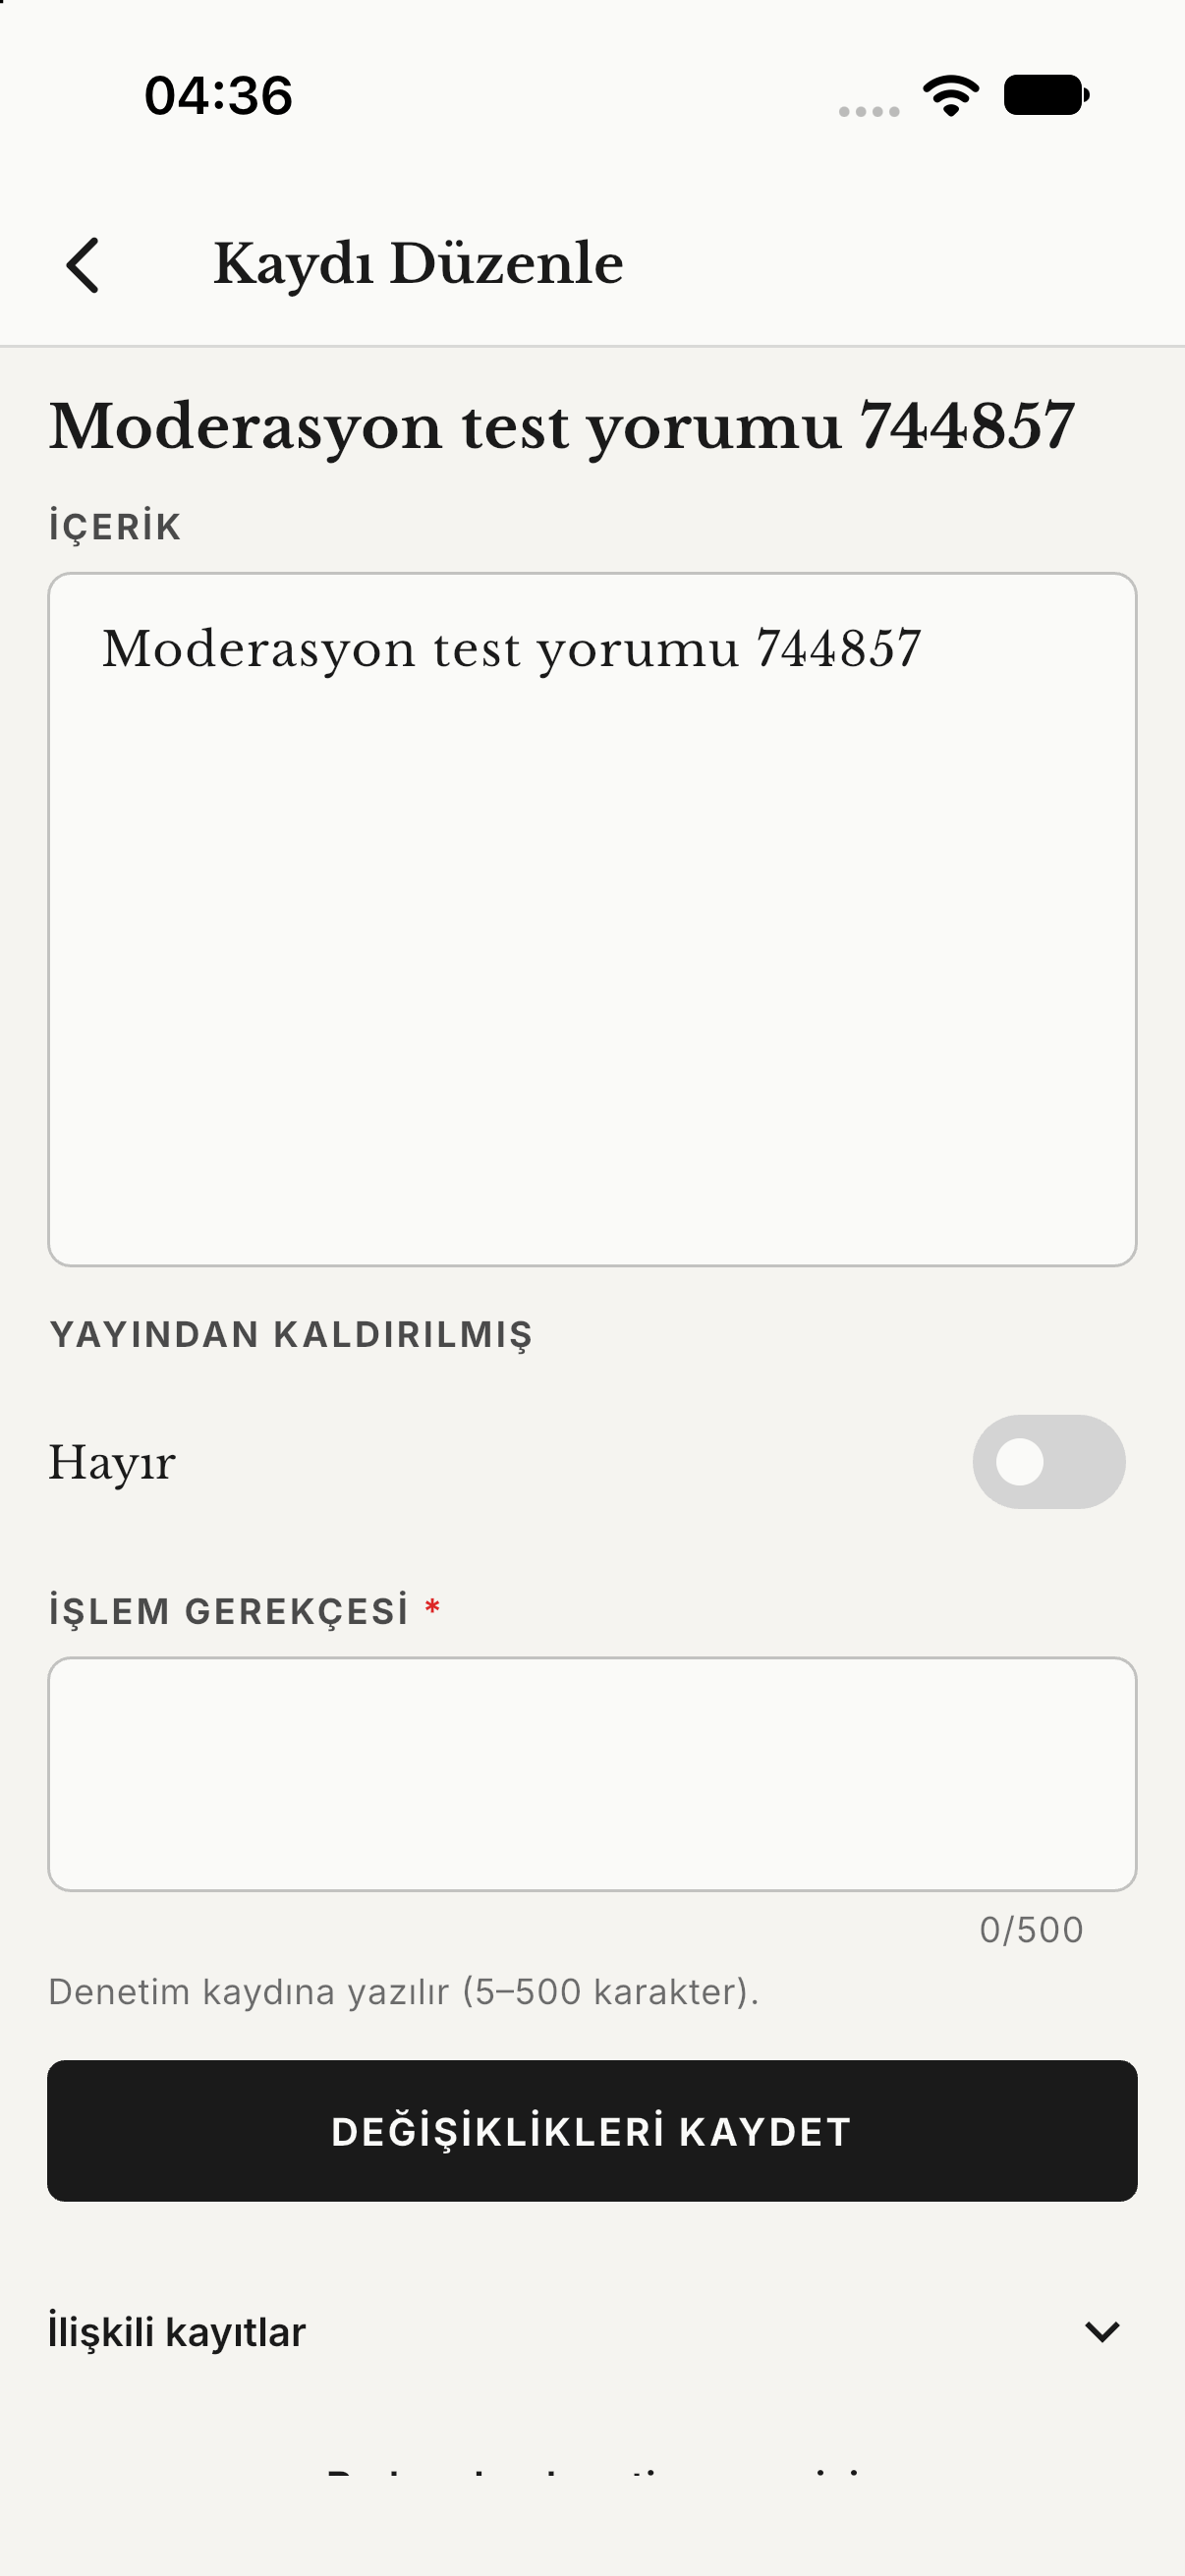 04:36
Kaydı Düzenle
Moderasyon test yorumu 744857
İÇERİK
Moderasyon test yorumu 744857
YAYINDAN KALDIRILMIŞ
Hayır
İŞLEM GEREKÇESİ *
0/500
Denetim kaydına yazılır (5–500 karakter).
DEĞİŞİKLİKLERİ KAYDET
İlişkili kayıtlar